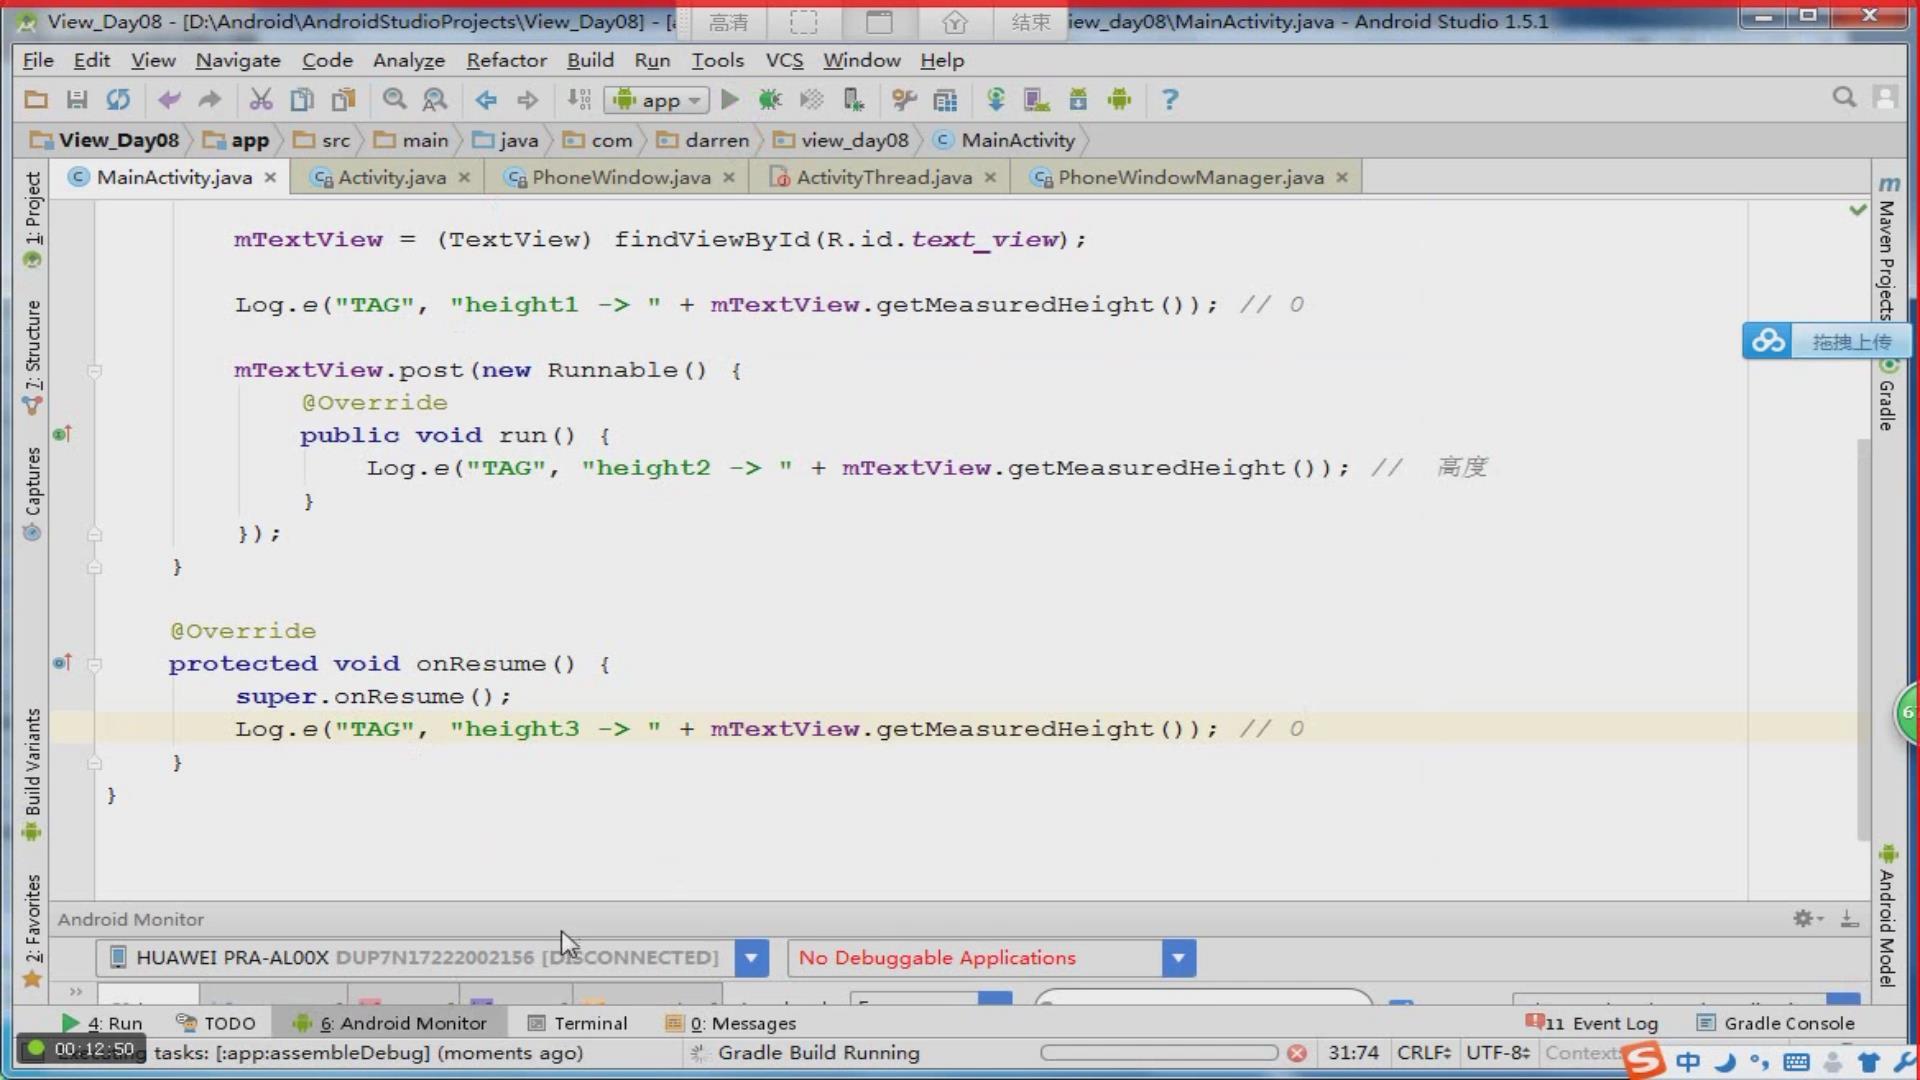 View_Day08 - [D:\Android\AndroidStudioProjects\View_Day08] - [
高清
结束
iew_day08\MainActivity.java - Android Studio 1.5.1
File Edit View Navigate Code Analyze Refactor Build Run Tools VCS Window Help
app
View_Day08 app src main java com darren view_day08 MainActivity
MainActivity.java Activity.java PhoneWindow.java ActivityThread.java PhoneWindowManager.java
1: Project
7: Structure
Captures
Build Variants
2: Favorites
mTextView = (TextView) findViewById(R.id.text_view);
Log.e("TAG", "height1 -> " + mTextView.getMeasuredHeight()); // 0
mTextView.post(new Runnable() {
@Override
public void run() {
Log.e("TAG", "height2 -> " + mTextView.getMeasuredHeight()); // 高度
}
});
}
@Override
protected void onResume() {
super.onResume();
Log.e("TAG", "height3 -> " + mTextView.getMeasuredHeight()); // 0
}
}
Maven Projects
拖拽上传
Gradle
6
Android Model
Android Monitor
HUAWEI PRA-AL00X DUP7N17222002156 [DISCONNECTED]
No Debuggable Applications
4: Run TODO 6: Android Monitor Terminal 0: Messages 11 Event Log Gradle Console
00:12:50
tasks: [:app:assembleDebug] (moments ago)
Gradle Build Running
31:74 CRLF UTF-8 Context:
中